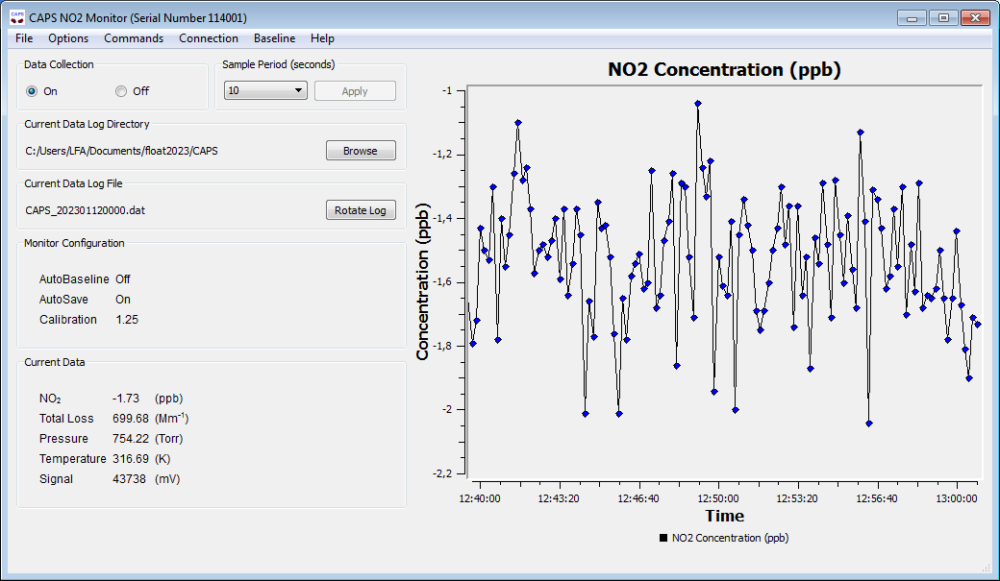 CAPS NO2 Monitor (Serial Number 114001)
File Options Commands Connection Baseline Help
Data Collection
On Off
Sample Period (seconds)
10 Apply
Current Data Log Directory
C:/Users/LFA/Documents/float2023/CAPS Browse
Current Data Log File
CAPS_202301120000.dat Rotate Log
Monitor Configuration
AutoBaseline Off
AutoSave On
Calibration 1.25
Current Data
NO2 -1.73 (ppb)
Total Loss 699.68 (Mm-1)
Pressure 754.22 (Torr)
Temperature 316.69 (K)
Signal 43738 (mV)
NO2 Concentration (ppb)
Concentration (ppb)
-1
-1,2
-1,4
-1,6
-1,8
-2
-2,2
12:40:00 12:43:20 12:46:40 12:50:00 12:53:20 12:56:40 13:00:00
Time
NO2 Concentration (ppb)